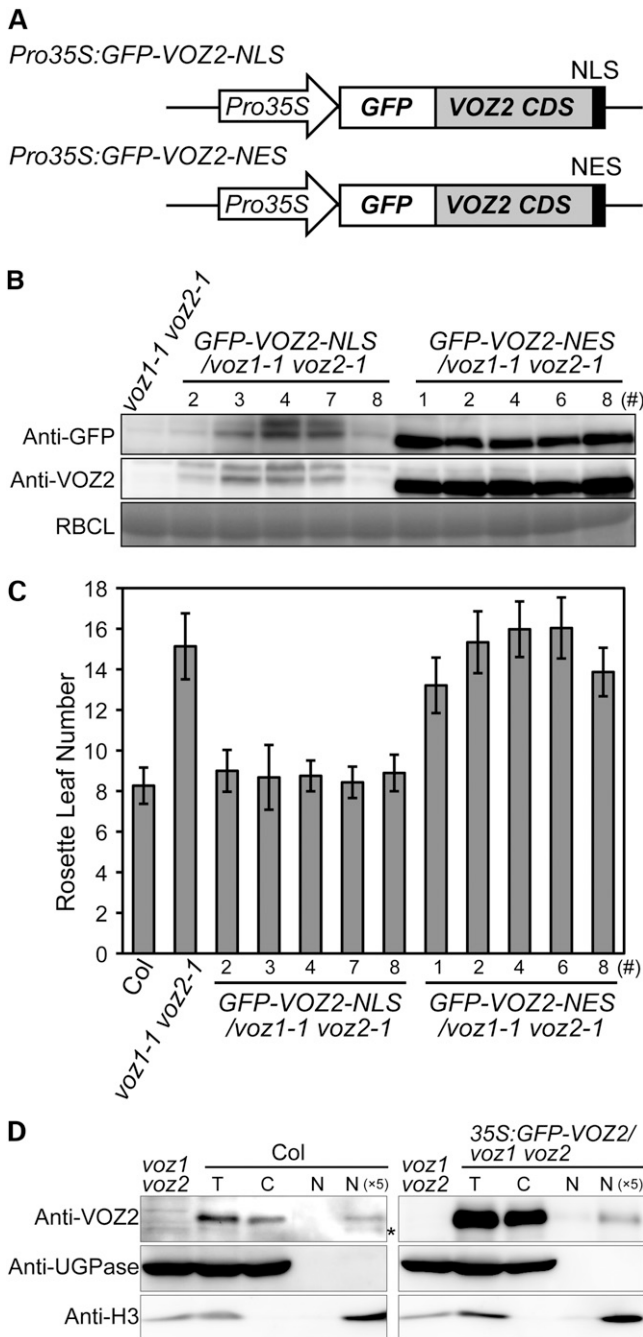 A
Pro35S:GFP-VOZ2-NLS
NLS
Pro35S GFP VOZ2 CDS
Pro35S:GFP-VOZ2-NES
NES
Pro35S GFP VOZ2 CDS
B
voz1-1 voz2-1
GFP-VOZ2-NLS GFP-VOZ2-NES
/voz1-1 voz2-1 /voz1-1 voz2-1
2 3 4 7 8 1 2 4 6 8 (#)
Anti-GFP
Anti-VOZ2
RBCL
C
Rosette Leaf Number
18
16
14
12
10
8
6
4
2
0
Col
voz1-1 voz2-1
2 3 4 7 8 1 2 4 6 8 (#)
GFP-VOZ2-NLS GFP-VOZ2-NES
/voz1-1 voz2-1 /voz1-1 voz2-1
D
voz1 voz2
Col
T C N N (×5)
voz1 voz2
35S:GFP-VOZ2/
voz1 voz2
T C N N (×5)
Anti-VOZ2
*
Anti-UGPase
Anti-H3